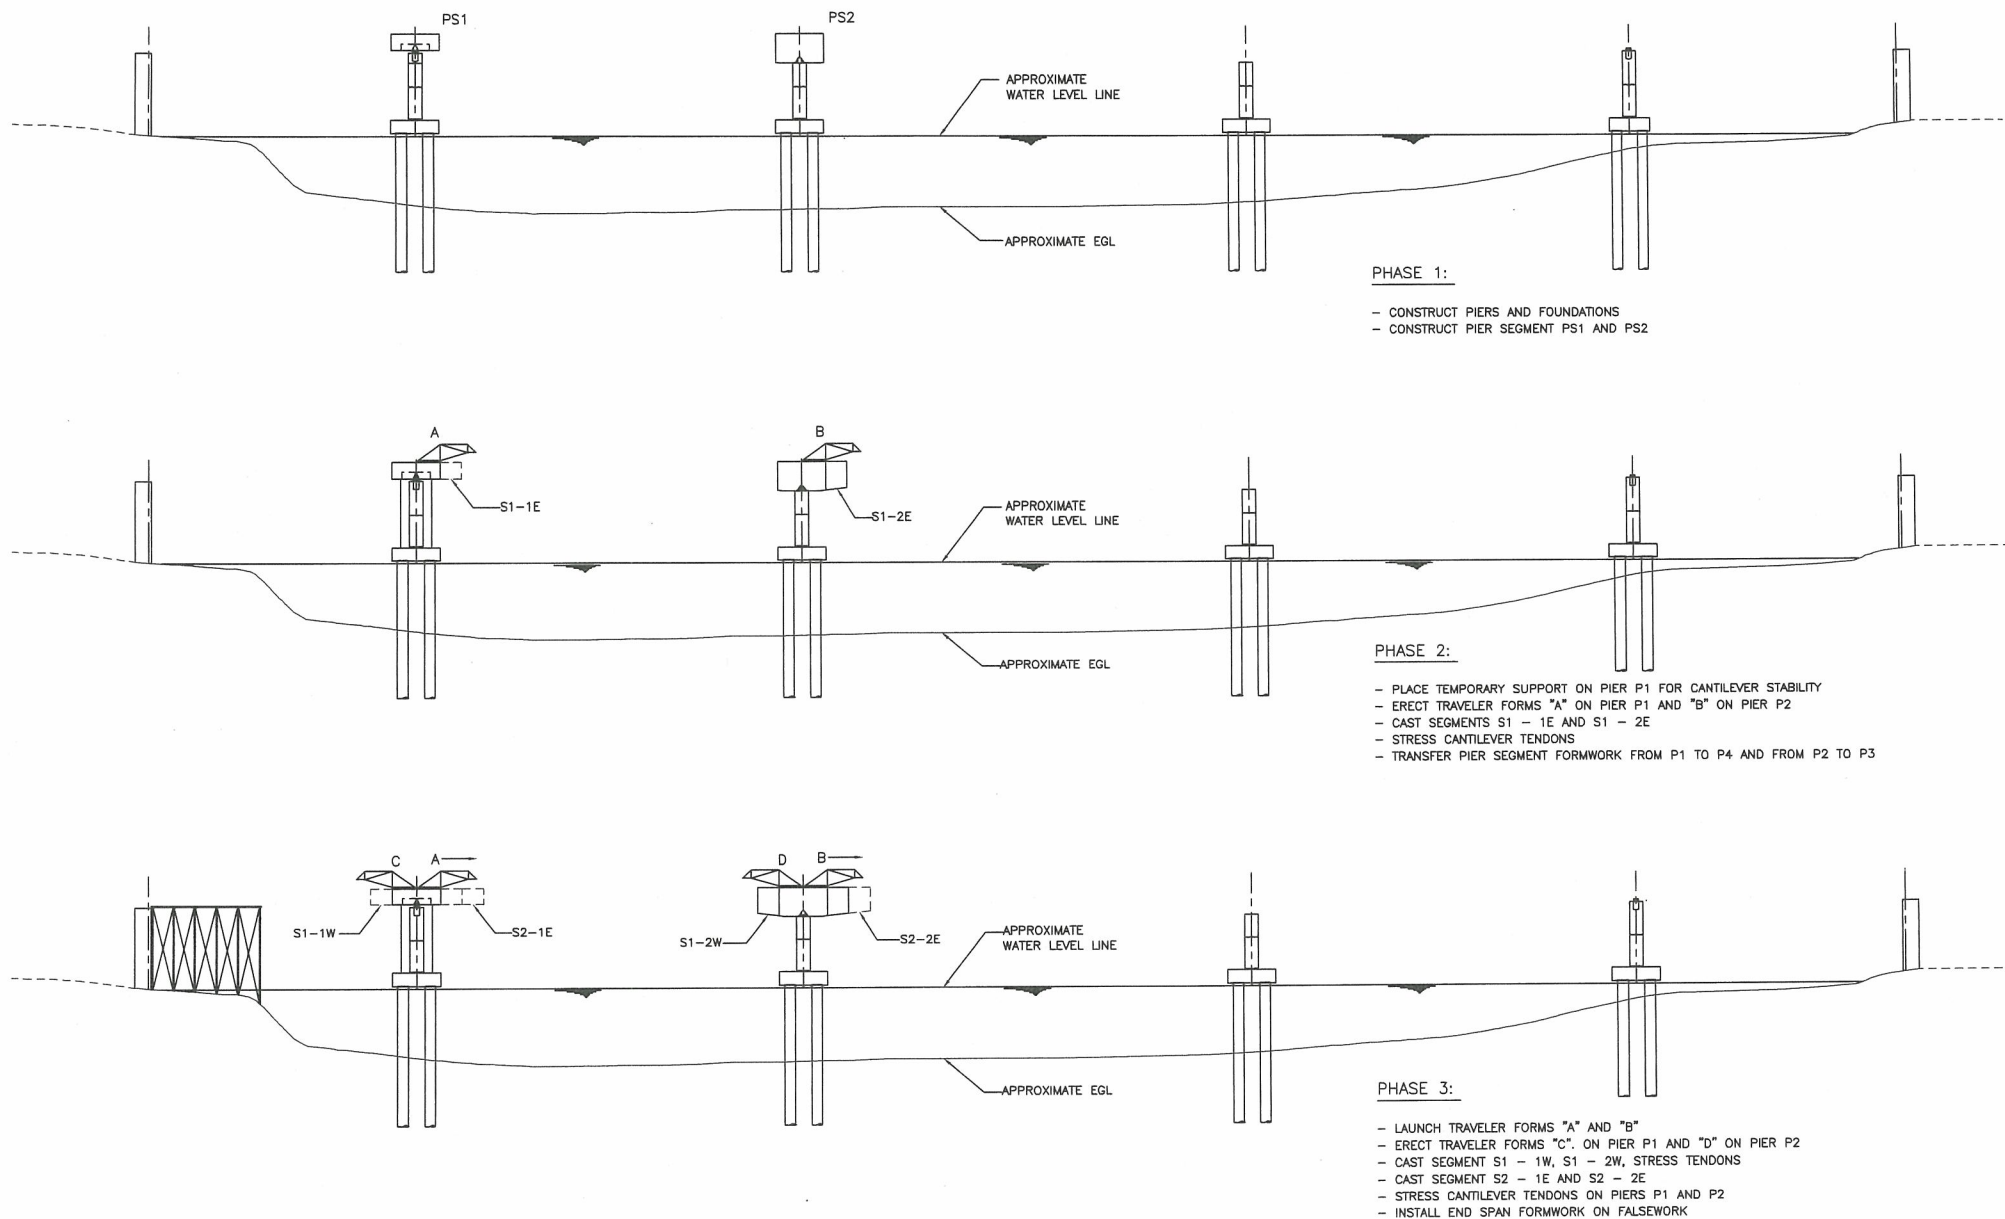 PS1
PS2
APPROXIMATE
WATER LEVEL LINE
APPROXIMATE EGL
PHASE 1:
- CONSTRUCT PIERS AND FOUNDATIONS
- CONSTRUCT PIER SEGMENT PS1 AND PS2
A
B
S1-1E
S1-2E
APPROXIMATE
WATER LEVEL LINE
APPROXIMATE EGL
PHASE 2:
- PLACE TEMPORARY SUPPORT ON PIER P1 FOR CANTILEVER STABILITY
- ERECT TRAVELER FORMS "A" ON PIER P1 AND "B" ON PIER P2
- CAST SEGMENTS S1 - 1E AND S1 - 2E
- STRESS CANTILEVER TENDONS
- TRANSFER PIER SEGMENT FORMWORK FROM P1 TO P4 AND FROM P2 TO P3
C A
D B
S1-1W
S2-1E
S1-2W
S2-2E
APPROXIMATE
WATER LEVEL LINE
APPROXIMATE EGL
PHASE 3:
- LAUNCH TRAVELER FORMS "A" AND "B"
- ERECT TRAVELER FORMS "C". ON PIER P1 AND "D" ON PIER P2
- CAST SEGMENT S1 - 1W, S1 - 2W, STRESS TENDONS
- CAST SEGMENT S2 - 1E AND S2 - 2E
- STRESS CANTILEVER TENDONS ON PIERS P1 AND P2
- INSTALL END SPAN FORMWORK ON FALSEWORK